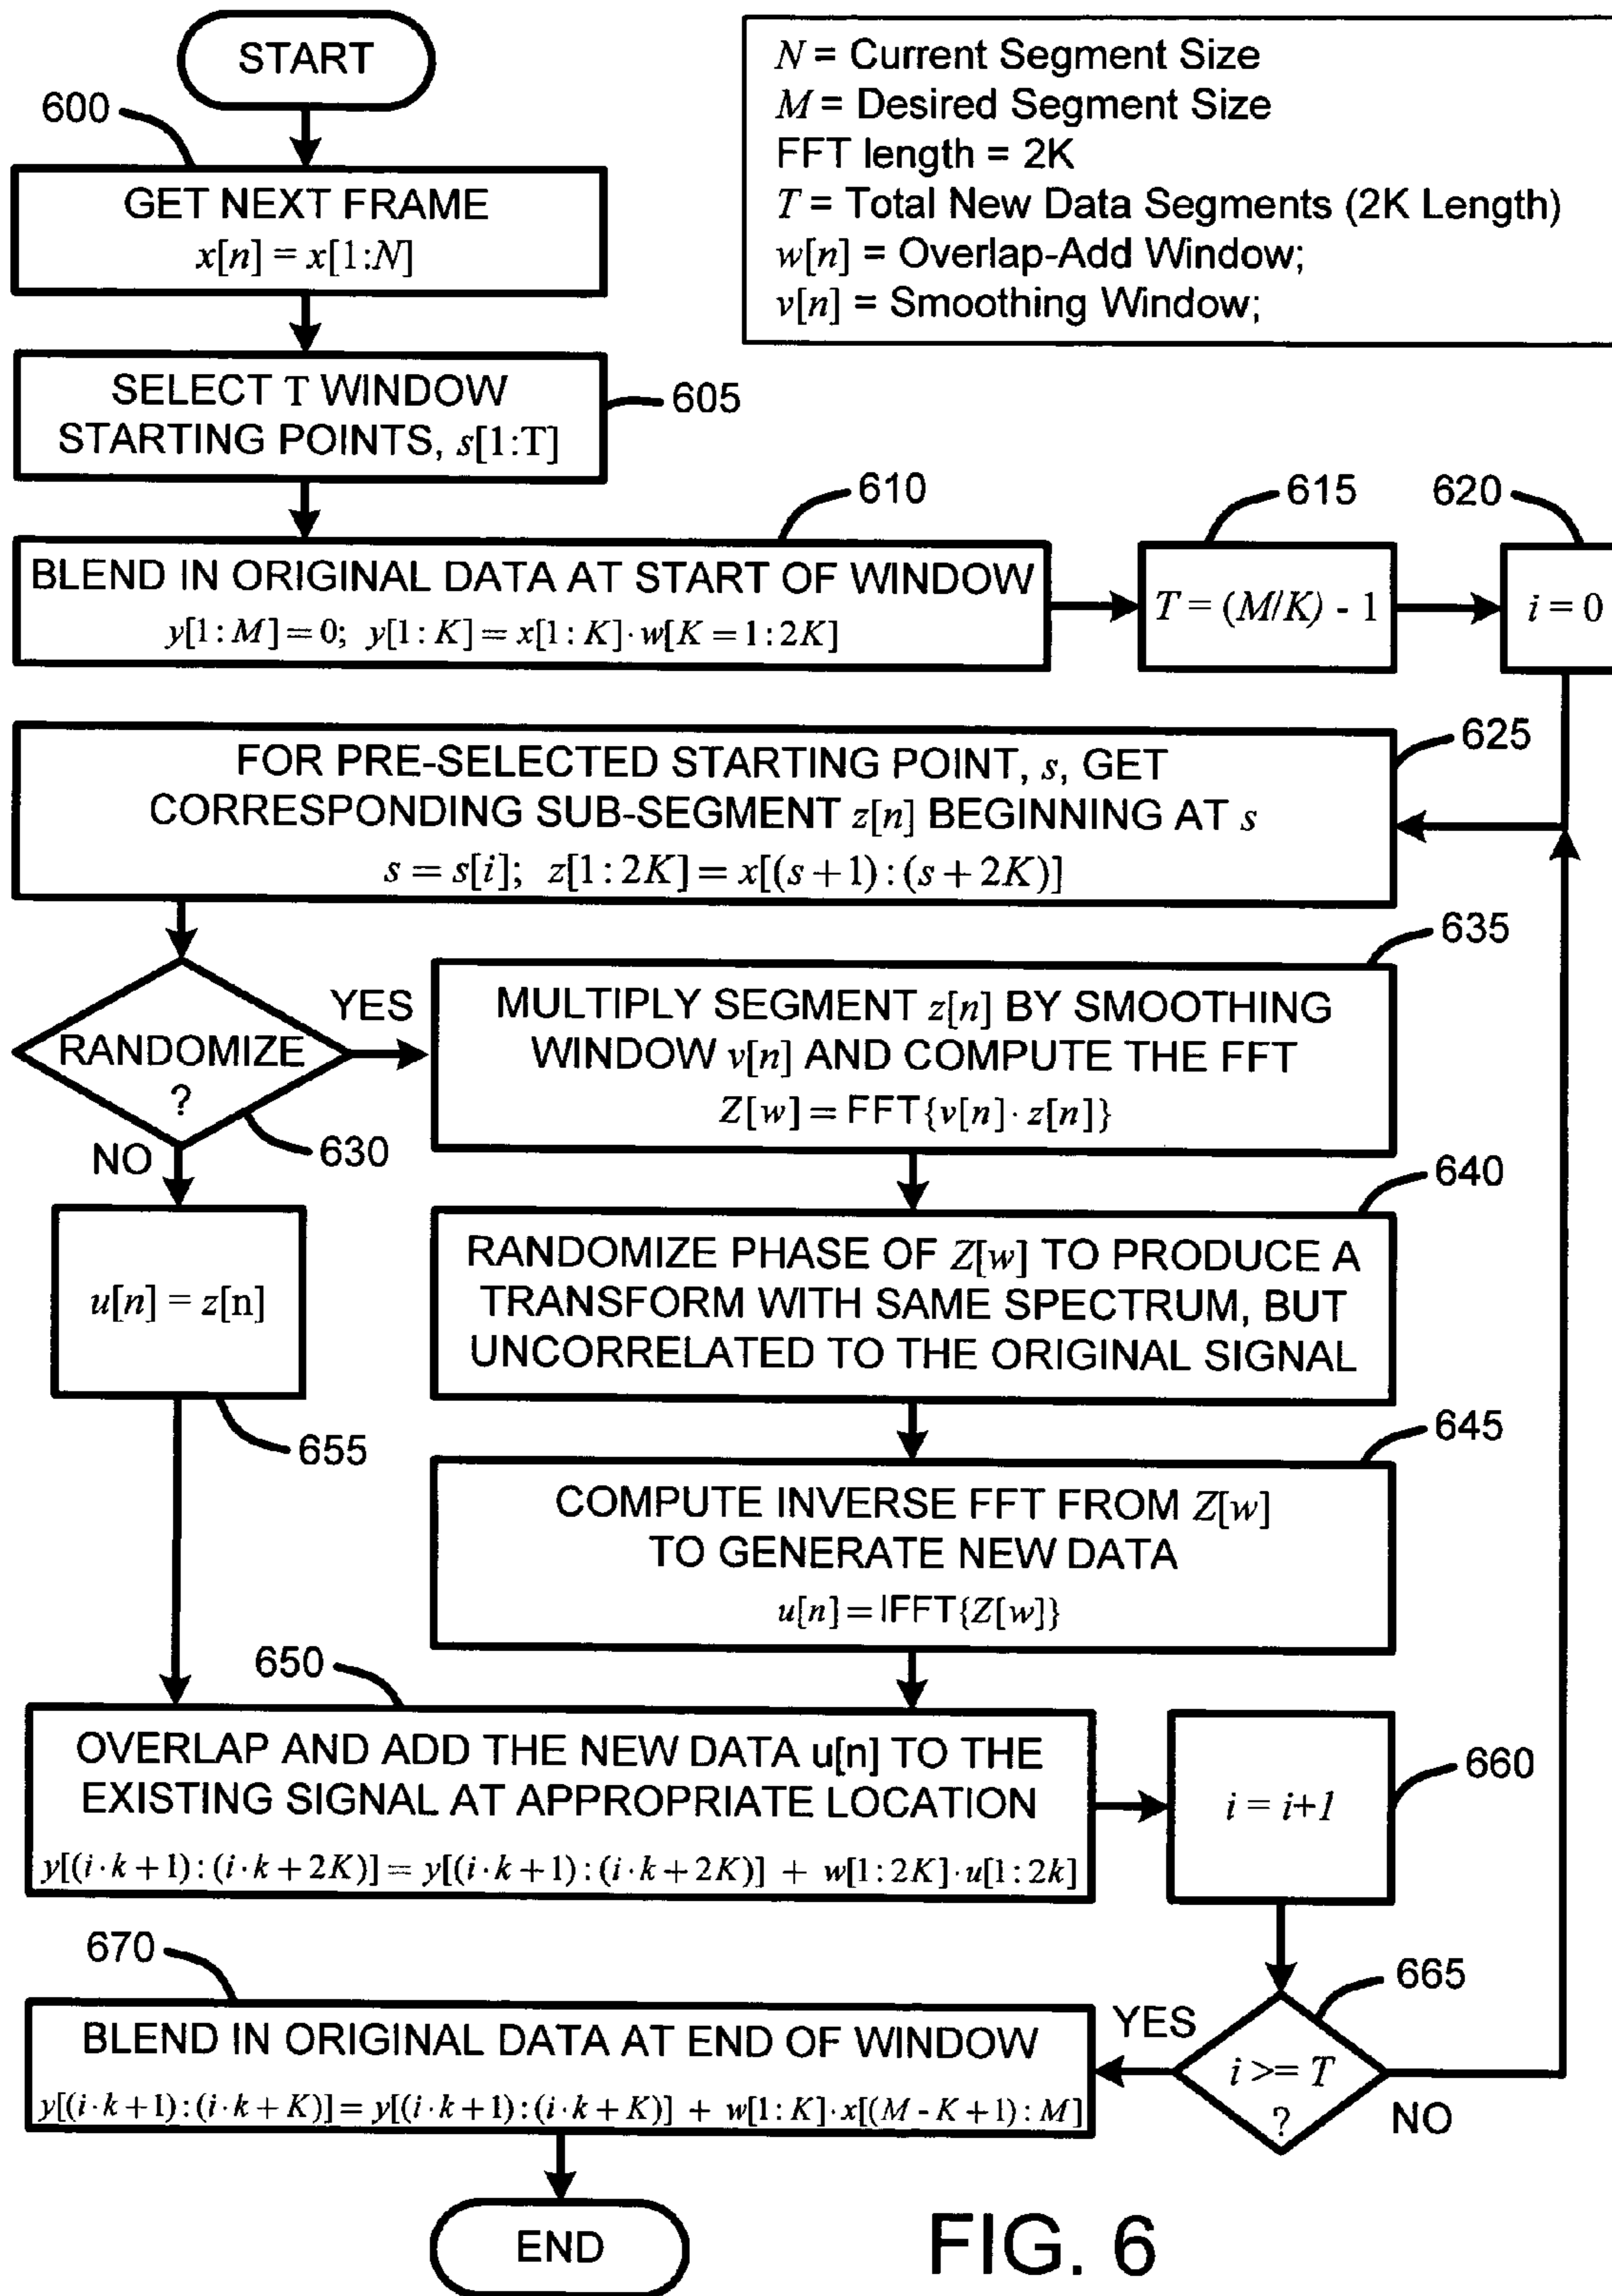 START
N = Current Segment Size
M = Desired Segment Size
FFT length = 2K
T = Total New Data Segments (2K Length)
w[n] = Overlap-Add Window;
v[n] = Smoothing Window;
600
GET NEXT FRAME
x[n] = x[1:N]
SELECT T WINDOW
STARTING POINTS, s[1:T]
605
610
BLEND IN ORIGINAL DATA AT START OF WINDOW
y[1 : M] = 0; y[1 : K] = x[1 : K] · w[K = 1 : 2K]
615
T = (M/K) - 1
620
i = 0
625
FOR PRE-SELECTED STARTING POINT, s, GET
CORRESPONDING SUB-SEGMENT z[n] BEGINNING AT s
s = s[i]; z[1 : 2K] = x[(s + 1) : (s + 2K)]
RANDOMIZE
?
630
YES
NO
635
MULTIPLY SEGMENT z[n] BY SMOOTHING
WINDOW v[n] AND COMPUTE THE FFT
Z[w] = FFT{v[n] · z[n]}
640
RANDOMIZE PHASE OF Z[w] TO PRODUCE A
TRANSFORM WITH SAME SPECTRUM, BUT
UNCORRELATED TO THE ORIGINAL SIGNAL
u[n] = z[n]
655
645
COMPUTE INVERSE FFT FROM Z[w]
TO GENERATE NEW DATA
u[n] = IFFT{Z[w]}
650
OVERLAP AND ADD THE NEW DATA u[n] TO THE
EXISTING SIGNAL AT APPROPRIATE LOCATION
y[(i · k + 1) : (i · k + 2K)] = y[(i · k + 1) : (i · k + 2K)] + w[1 : 2K] · u[1 : 2k]
i = i+1
660
670
BLEND IN ORIGINAL DATA AT END OF WINDOW
y[(i · k + 1) : (i · k + K)] = y[(i · k + 1) : (i · k + K)] + w[1 : K] · x[(M - K + 1) : M]
665
i >= T
?
YES
NO
END
FIG. 6